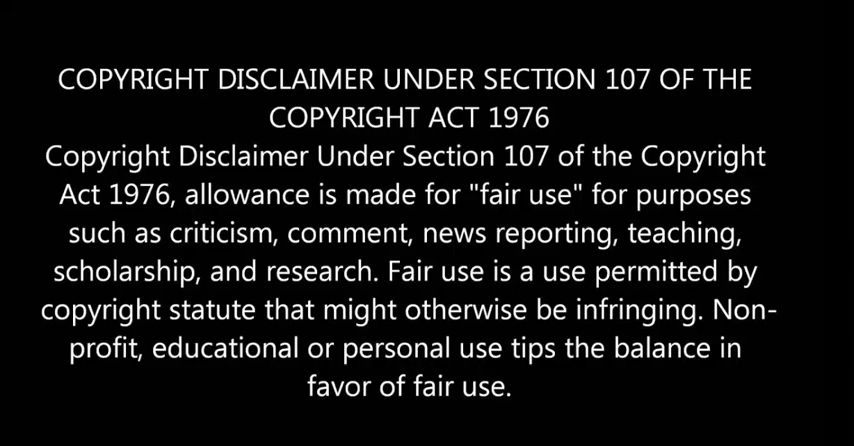 COPYRIGHT DISCLAIMER UNDER SECTION 107 OF THE
COPYRIGHT ACT 1976
Copyright Disclaimer Under Section 107 of the Copyright
Act 1976, allowance is made for "fair use" for purposes
such as criticism, comment, news reporting, teaching,
scholarship, and research. Fair use is a use permitted by
copyright statute that might otherwise be infringing. Non-
profit, educational or personal use tips the balance in
favor of fair use.